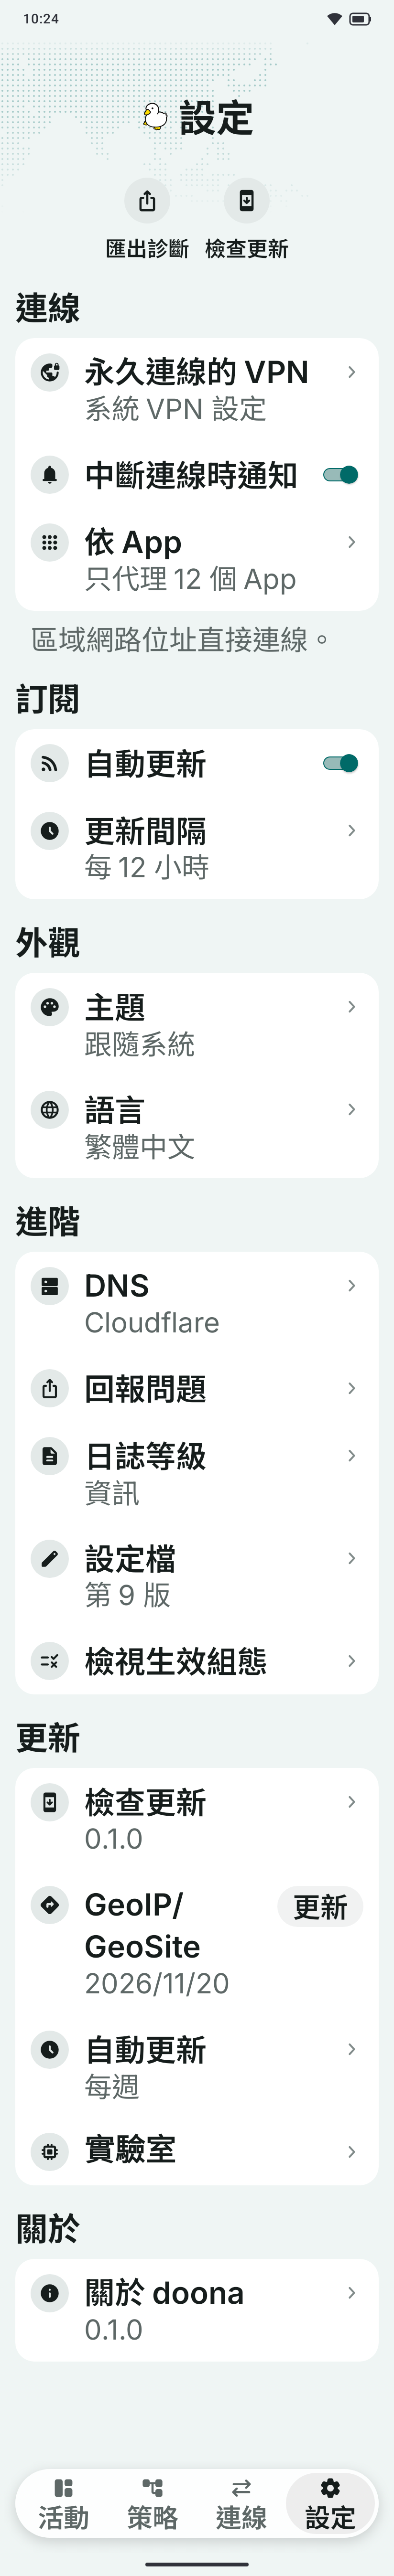 10:24
設定
匯出診斷 檢查更新
連線
永久連線的 VPN
系統 VPN 設定
中斷連線時通知
依 App
只代理 12 個 App
區域網路位址直接連線。
訂閱
自動更新
更新間隔
每 12 小時
外觀
主題
跟隨系統
語言
繁體中文
進階
DNS
Cloudflare
回報問題
日誌等級
資訊
設定檔
第 9 版
檢視生效組態
更新
檢查更新
0.1.0
GeoIP/
GeoSite
更新
2026/11/20
自動更新
每週
實驗室
關於
關於 doona
0.1.0
活動 策略 連線 設定